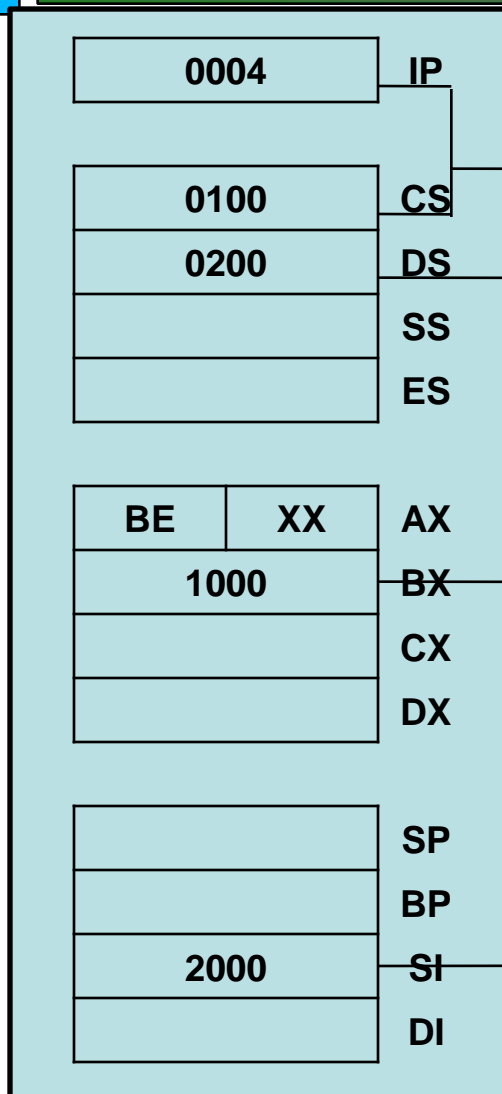 0004 IP
0100 CS
0200 DS
SS
ES
BE XX AX
1000 BX
CX
DX
SP
BP
2000 SI
DI